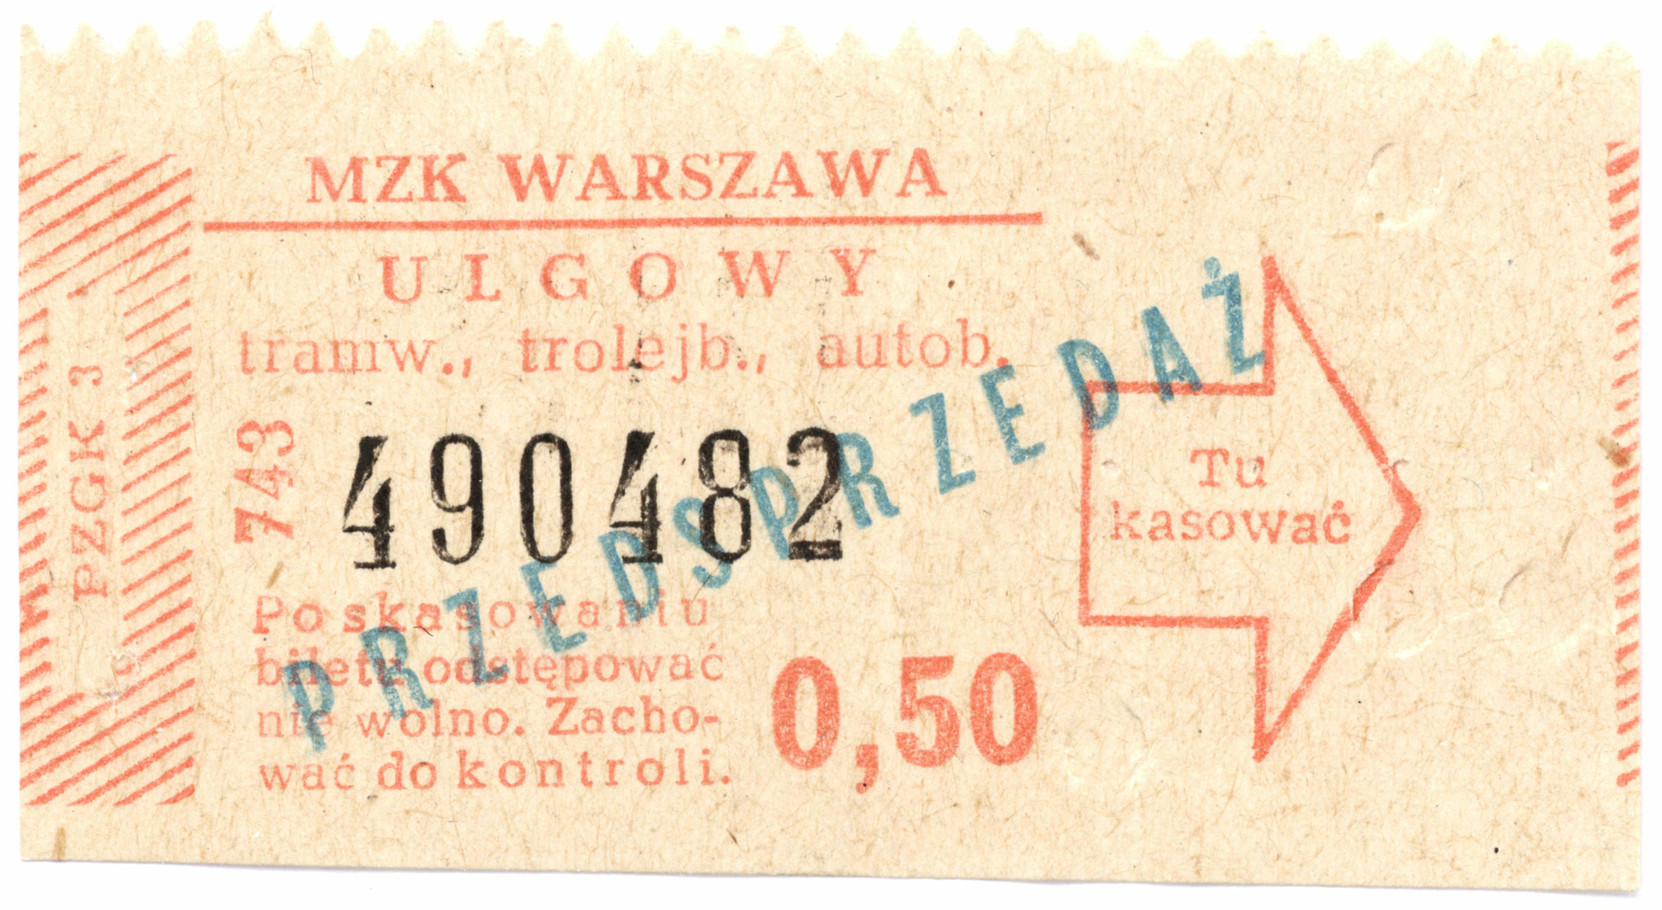 MZK WARSZAWA
ULGOWY
tramw., trolejb., autob.
PZGK 3
743
490482
PRZEDSPRZEDAŻ
Tu
kasować
Po skasowaniu
biletu odstępować
nie wolno. Zacho-
wać do kontroli.
0,50